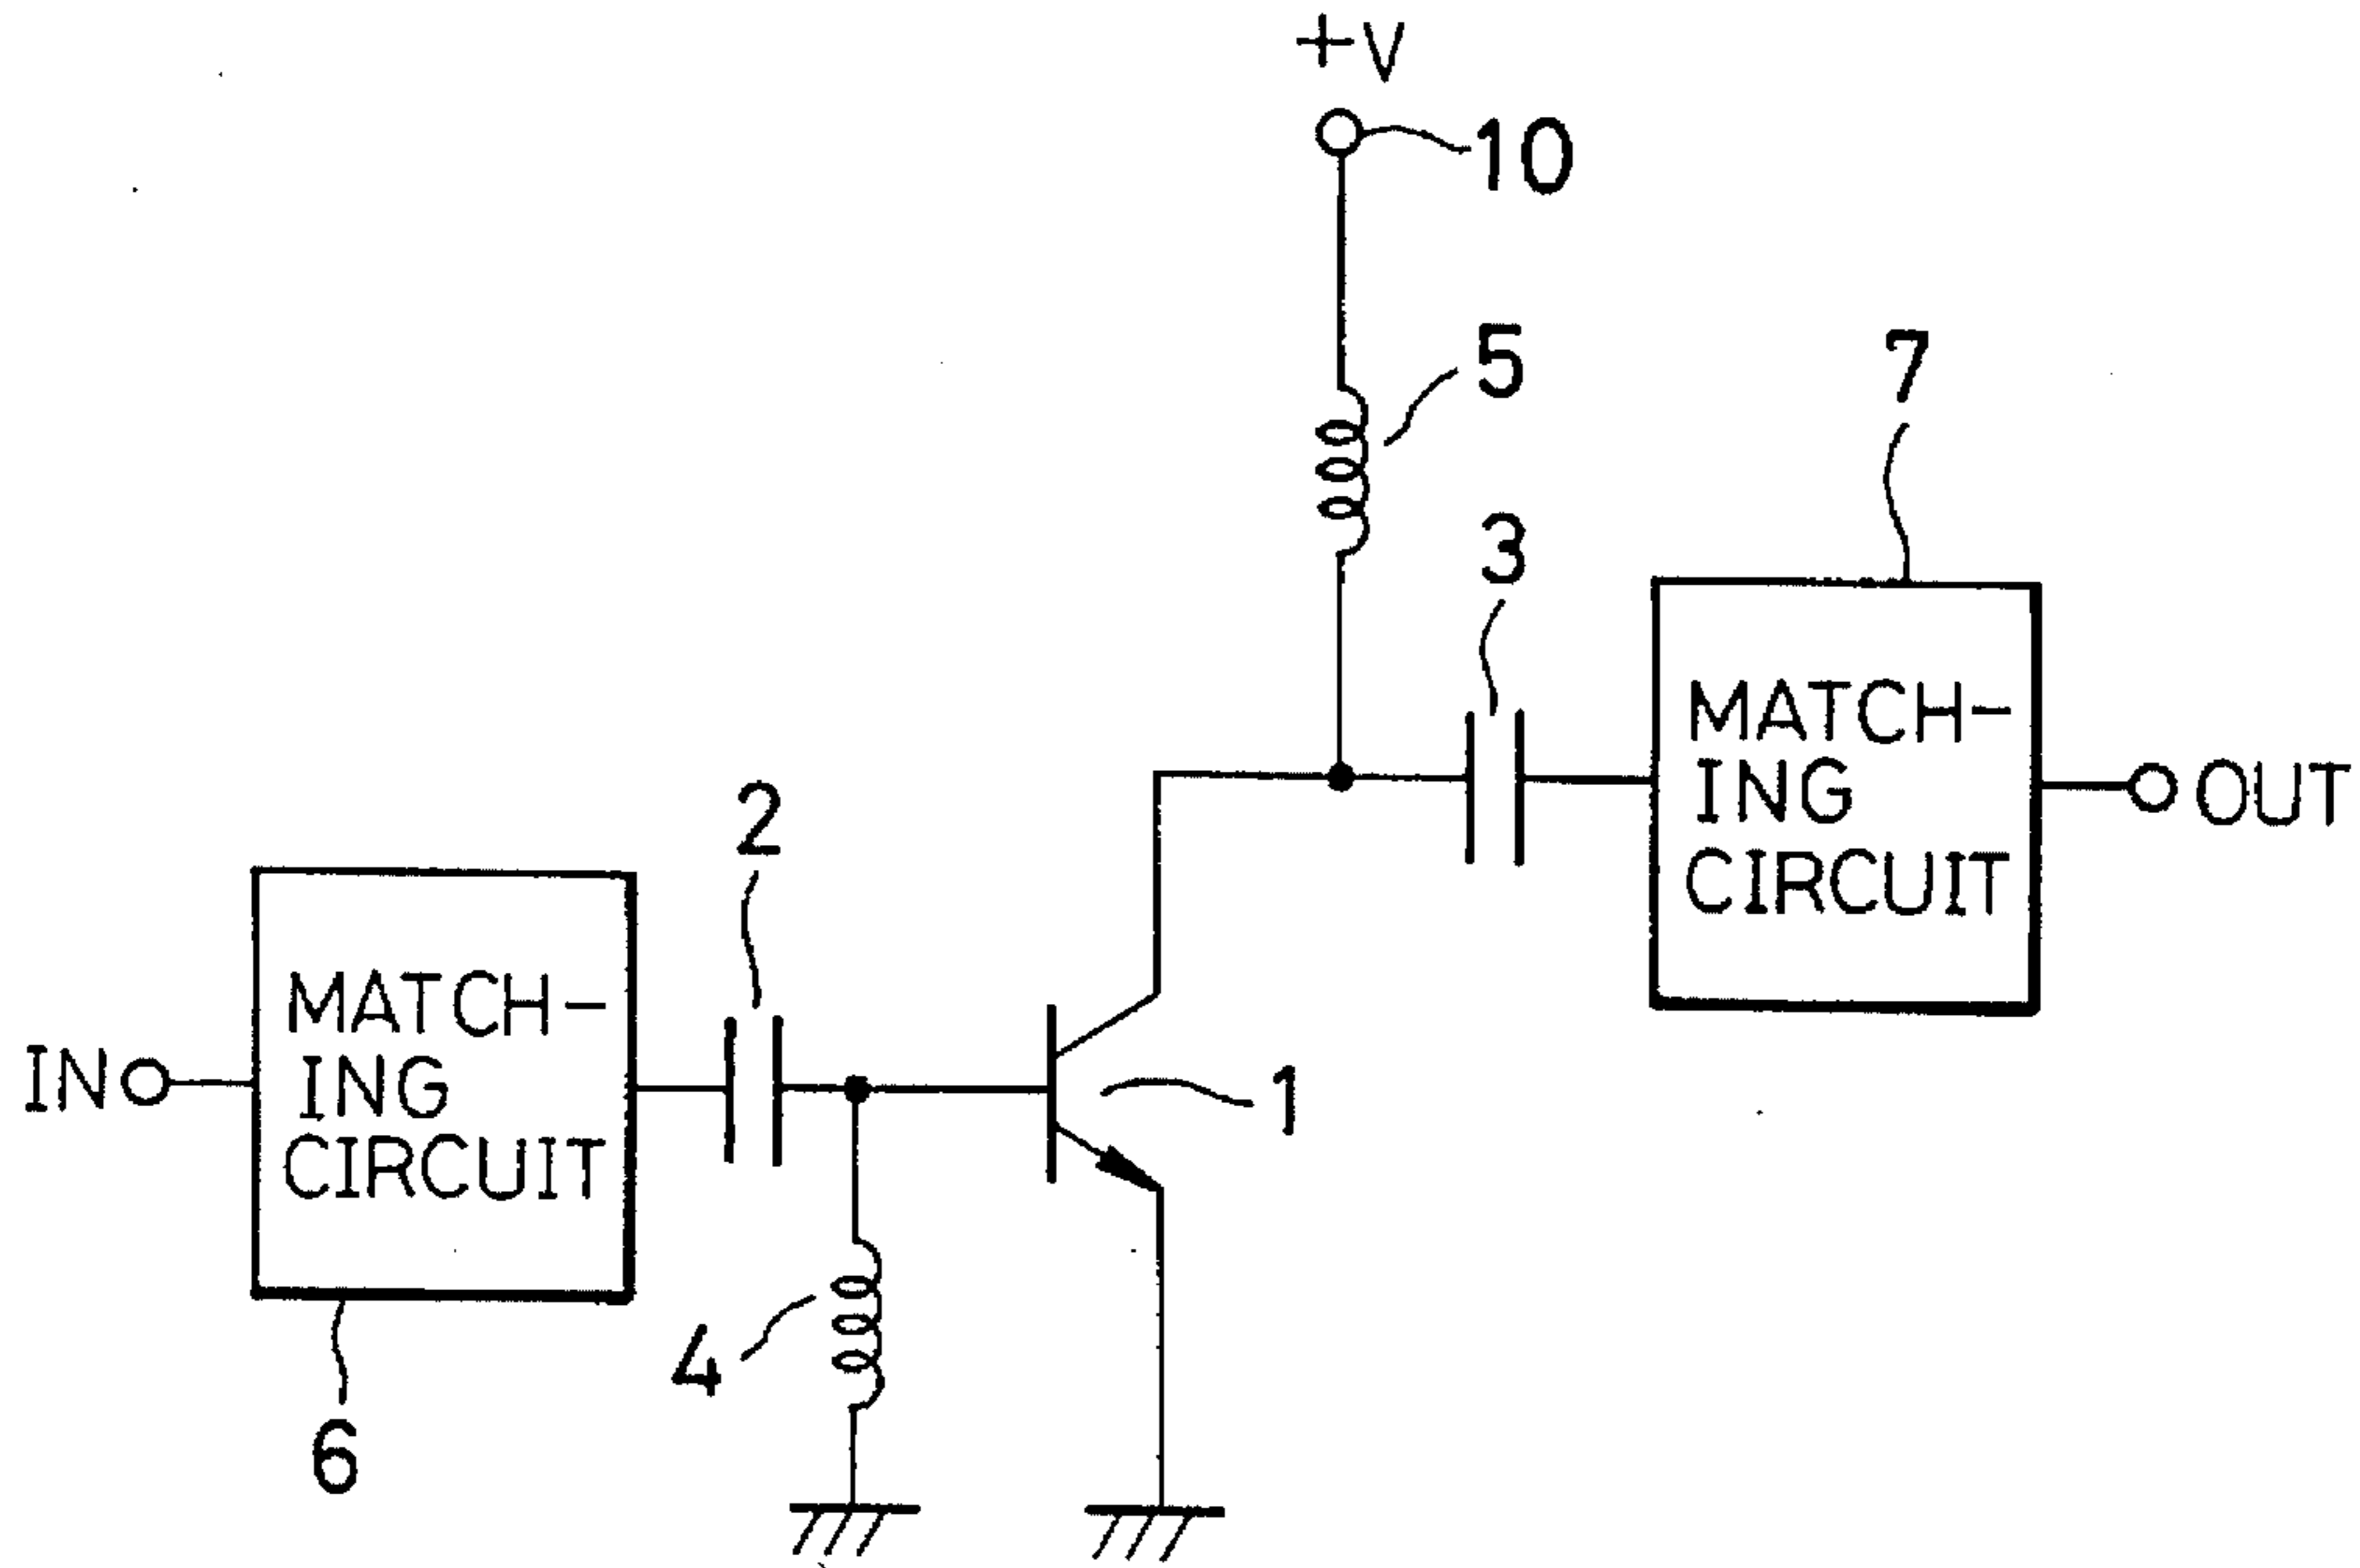 +V
10
5
7
3
MATCH-
ING
CIRCUIT
OUT
2
MATCH-
ING
CIRCUIT
IN
1
4
6